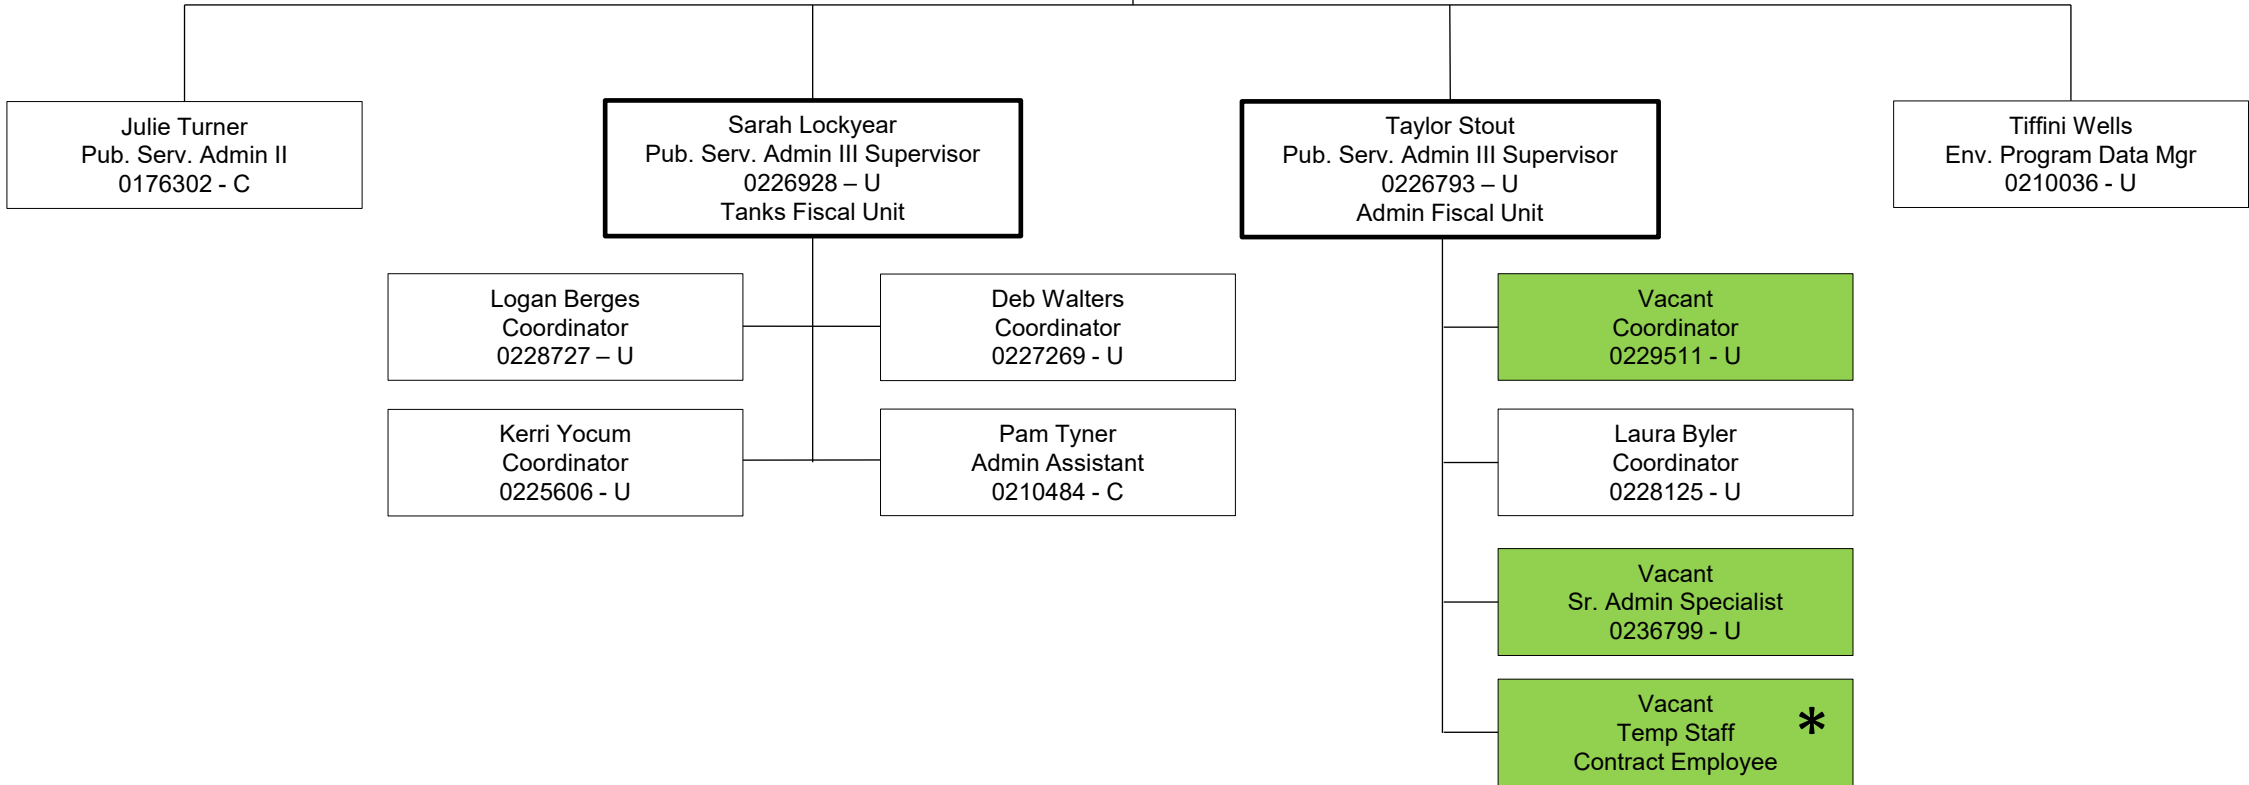 Julie Turner
Pub. Serv. Admin II
0176302 - C
Sarah Lockyear
Pub. Serv. Admin III Supervisor
0226928 – U
Tanks Fiscal Unit
Taylor Stout
Pub. Serv. Admin III Supervisor
0226793 – U
Admin Fiscal Unit
Tiffini Wells
Env. Program Data Mgr
0210036 - U
Logan Berges
Coordinator
0228727 – U
Deb Walters
Coordinator
0227269 - U
Vacant
Coordinator
0229511 - U
Kerri Yocum
Coordinator
0225606 - U
Pam Tyner
Admin Assistant
0210484 - C
Laura Byler
Coordinator
0228125 - U
Vacant
Sr. Admin Specialist
0236799 - U
Vacant
Temp Staff *
Contract Employee